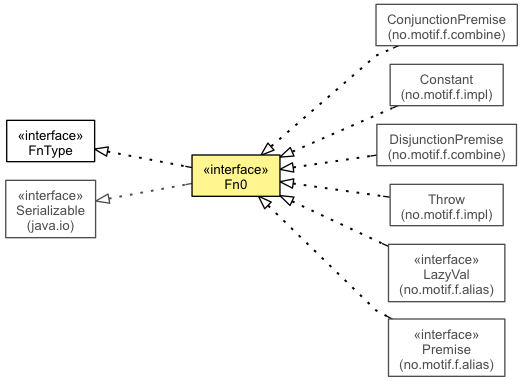 ConjunctionPremise
(no.motif.f.combine)
Constant
(no.motif.f.impl)
«interface»
FnType
DisjunctionPremise
(no.motif.f.combine)
«interface»
Fn0
«interface»
Serializable
(java.io)
Throw
(no.motif.f.impl)
«interface»
LazyVal
(no.motif.f.alias)
«interface»
Premise
(no.motif.f.alias)